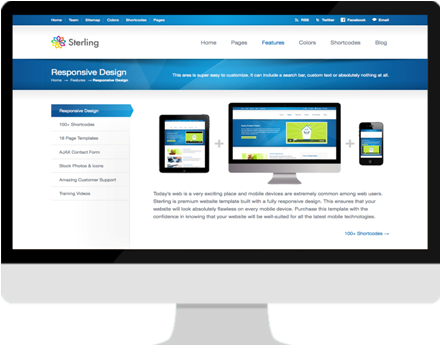 Home Team Sitemap Colors Shortcodes Pages
RSS Twitter Facebook Email
Sterling
Home Pages Features Colors Shortcodes Blog
Responsive Design
Home → Features → Responsive Design
This area is super easy to customize. It can include a search bar, custom text or absolutely nothing at all.
Responsive Design
100+ Shortcodes
18 Page Templates
AJAX Contact Form
Stock Photos & Icons
Amazing Customer Support
Training Videos
+
+
Today's web is a very exciting place and mobile devices are extremely common among web users.
Sterling is premium website template built with a fully responsive design. This ensures that your
website will look absolutely flawless on every mobile device. Purchase this template with the
confidence in knowing that your website will be well-suited for all the latest mobile technologies.
100+ Shortcodes →